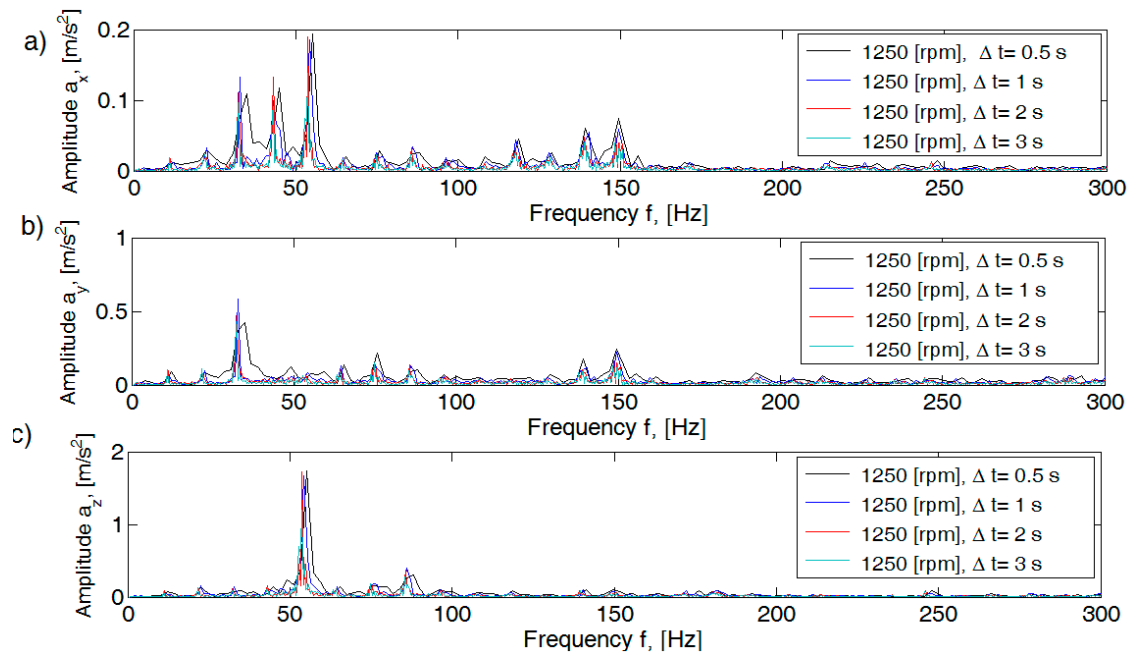 a)
Amplitude a_x, [m/s²]
0.2
0.1
0
1250 [rpm], Δ t= 0.5 s
1250 [rpm], Δ t= 1 s
1250 [rpm], Δ t= 2 s
1250 [rpm], Δ t= 3 s
0 50 100 150 200 250 300
Frequency f, [Hz]
b)
Amplitude a_y, [m/s²]
1
0.5
0
1250 [rpm], Δ t= 0.5 s
1250 [rpm], Δ t= 1 s
1250 [rpm], Δ t= 2 s
1250 [rpm], Δ t= 3 s
0 50 100 150 200 250 300
Frequency f, [Hz]
c)
Amplitude a_z, [m/s²]
2
1
0
1250 [rpm], Δ t= 0.5 s
1250 [rpm], Δ t= 1 s
1250 [rpm], Δ t= 2 s
1250 [rpm], Δ t= 3 s
0 50 100 150 200 250 300
Frequency f, [Hz]